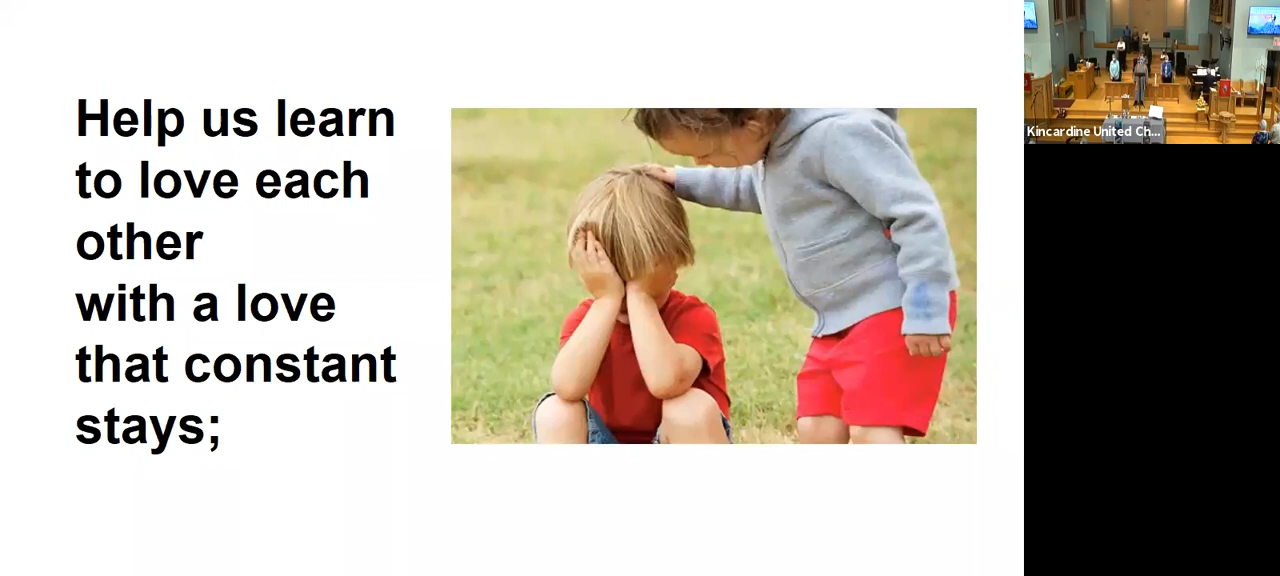 Help us learn
to love each
other
with a love
that constant
stays;
Kincardine United Ch...